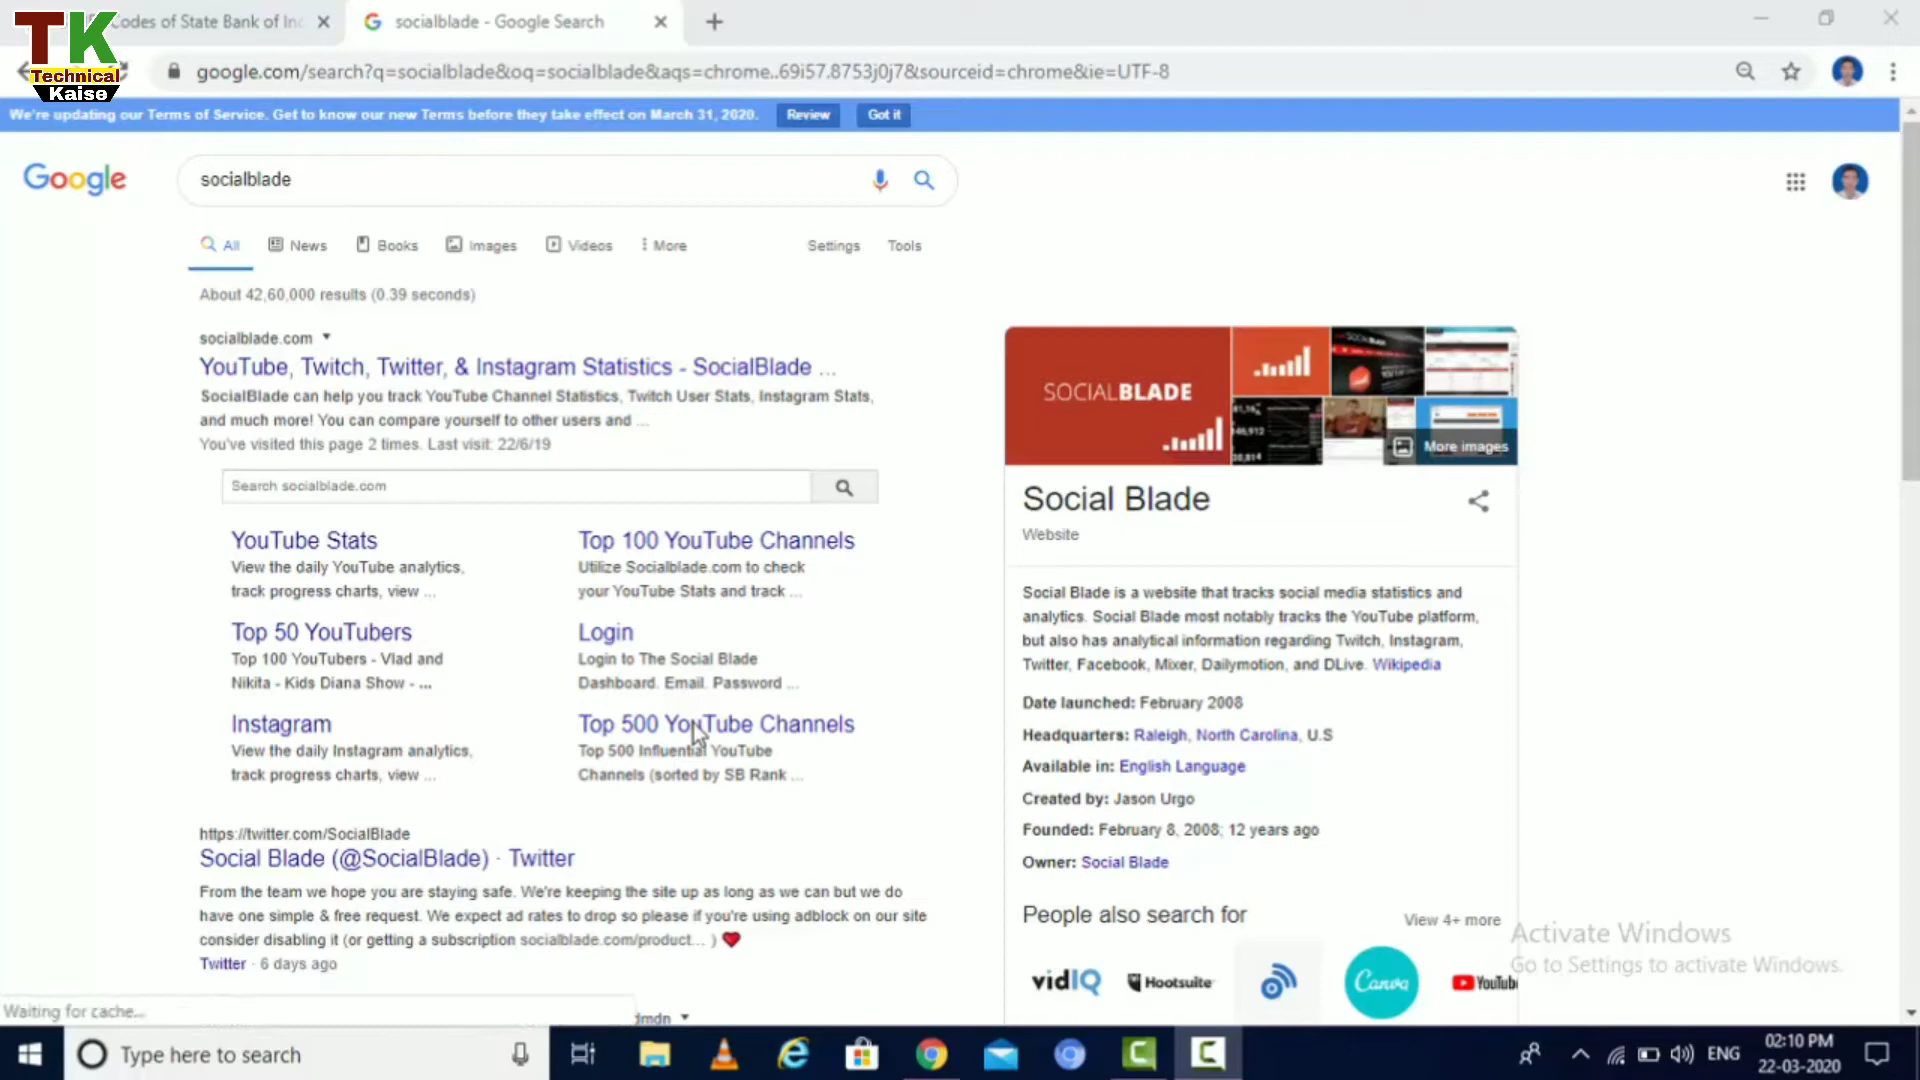 TK
Technical
Kaise
Codes of State Bank of Inc
socialblade - Google Search
google.com/search?q=socialblade&oq=socialblade&aqs=chrome..69i57.8753j0j7&sourceid=chrome&ie=UTF-8
We're updating our Terms of Service. Get to know our new Terms before they take effect on March 31, 2020.
Review
Got it
Google
socialblade
All
News
Books
Images
Videos
More
Settings
Tools
About 42,60,000 results (0.39 seconds)
socialblade.com
YouTube, Twitch, Twitter, & Instagram Statistics - SocialBlade ...
SocialBlade can help you track YouTube Channel Statistics, Twitch User Stats, Instagram Stats,
and much more! You can compare yourself to other users and ...
You've visited this page 2 times. Last visit: 22/6/19
Search socialblade.com
YouTube Stats
View the daily YouTube analytics,
track progress charts, view ...
Top 100 YouTube Channels
Utilize Socialblade.com to check
your YouTube Stats and track ...
Top 50 YouTubers
Top 100 YouTubers - Vlad and
Nikita - Kids Diana Show - ...
Login
Login to The Social Blade
Dashboard. Email. Password ...
Instagram
View the daily Instagram analytics,
track progress charts, view ...
Top 500 YouTube Channels
Top 500 Influential YouTube
Channels (sorted by SB Rank ...
https://twitter.com/SocialBlade
Social Blade (@SocialBlade) · Twitter
From the team we hope you are staying safe. We're keeping the site up as long as we can but we do
have one simple & free request. We expect ad rates to drop so please if you're using adblock on our site
consider disabling it (or getting a subscription socialblade.com/product... ) ❤
Twitter · 6 days ago
SOCIALBLADE
More images
Social Blade
Website
Social Blade is a website that tracks social media statistics and
analytics. Social Blade most notably tracks the YouTube platform,
but also has analytical information regarding Twitch, Instagram,
Twitter, Facebook, Mixer, Dailymotion, and DLive. Wikipedia
Date launched: February 2008
Headquarters: Raleigh, North Carolina, U.S
Available in: English Language
Created by: Jason Urgo
Founded: February 8, 2008; 12 years ago
Owner: Social Blade
People also search for
View 4+ more
vidIQ
Hootsuite
Canva
YouTube
Activate Windows
Go to Settings to activate Windows.
Waiting for cache...
Type here to search
ENG
02:10 PM
22-03-2020